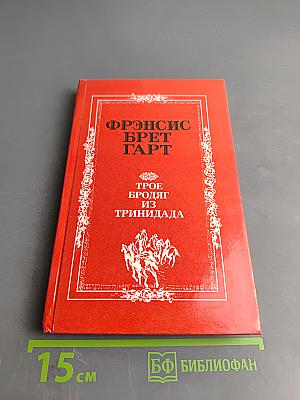 ФРЭНСИС
БРЕТ
ГАРТ
ТРОЕ
БРОДЯГ
ИЗ
ТРИНИДАДА
15 см
БФ БИБЛИОФАН